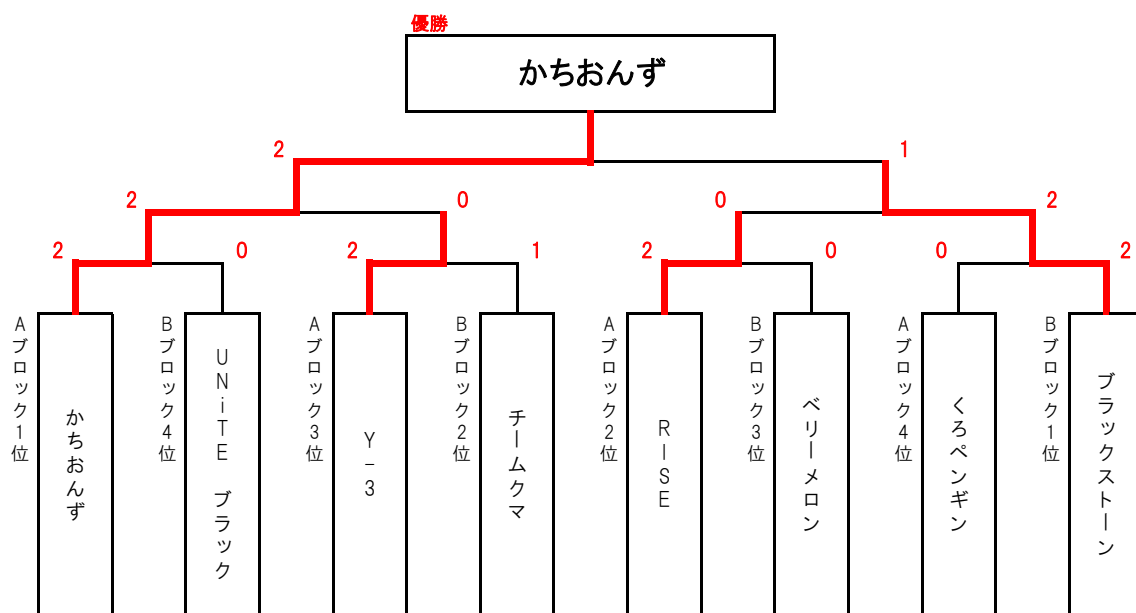 優勝
かちおんず
2
1
2
0
0
2
2
0
2
1
2
0
0
2
Aブロック1位
かちおんず
Bブロック4位
UNiTE ブラック
Aブロック3位
Y-3
Bブロック2位
チームクマ
Aブロック2位
RISE
Bブロック3位
ベリーメロン
Aブロック4位
くろペンギン
Bブロック1位
ブラックストーン